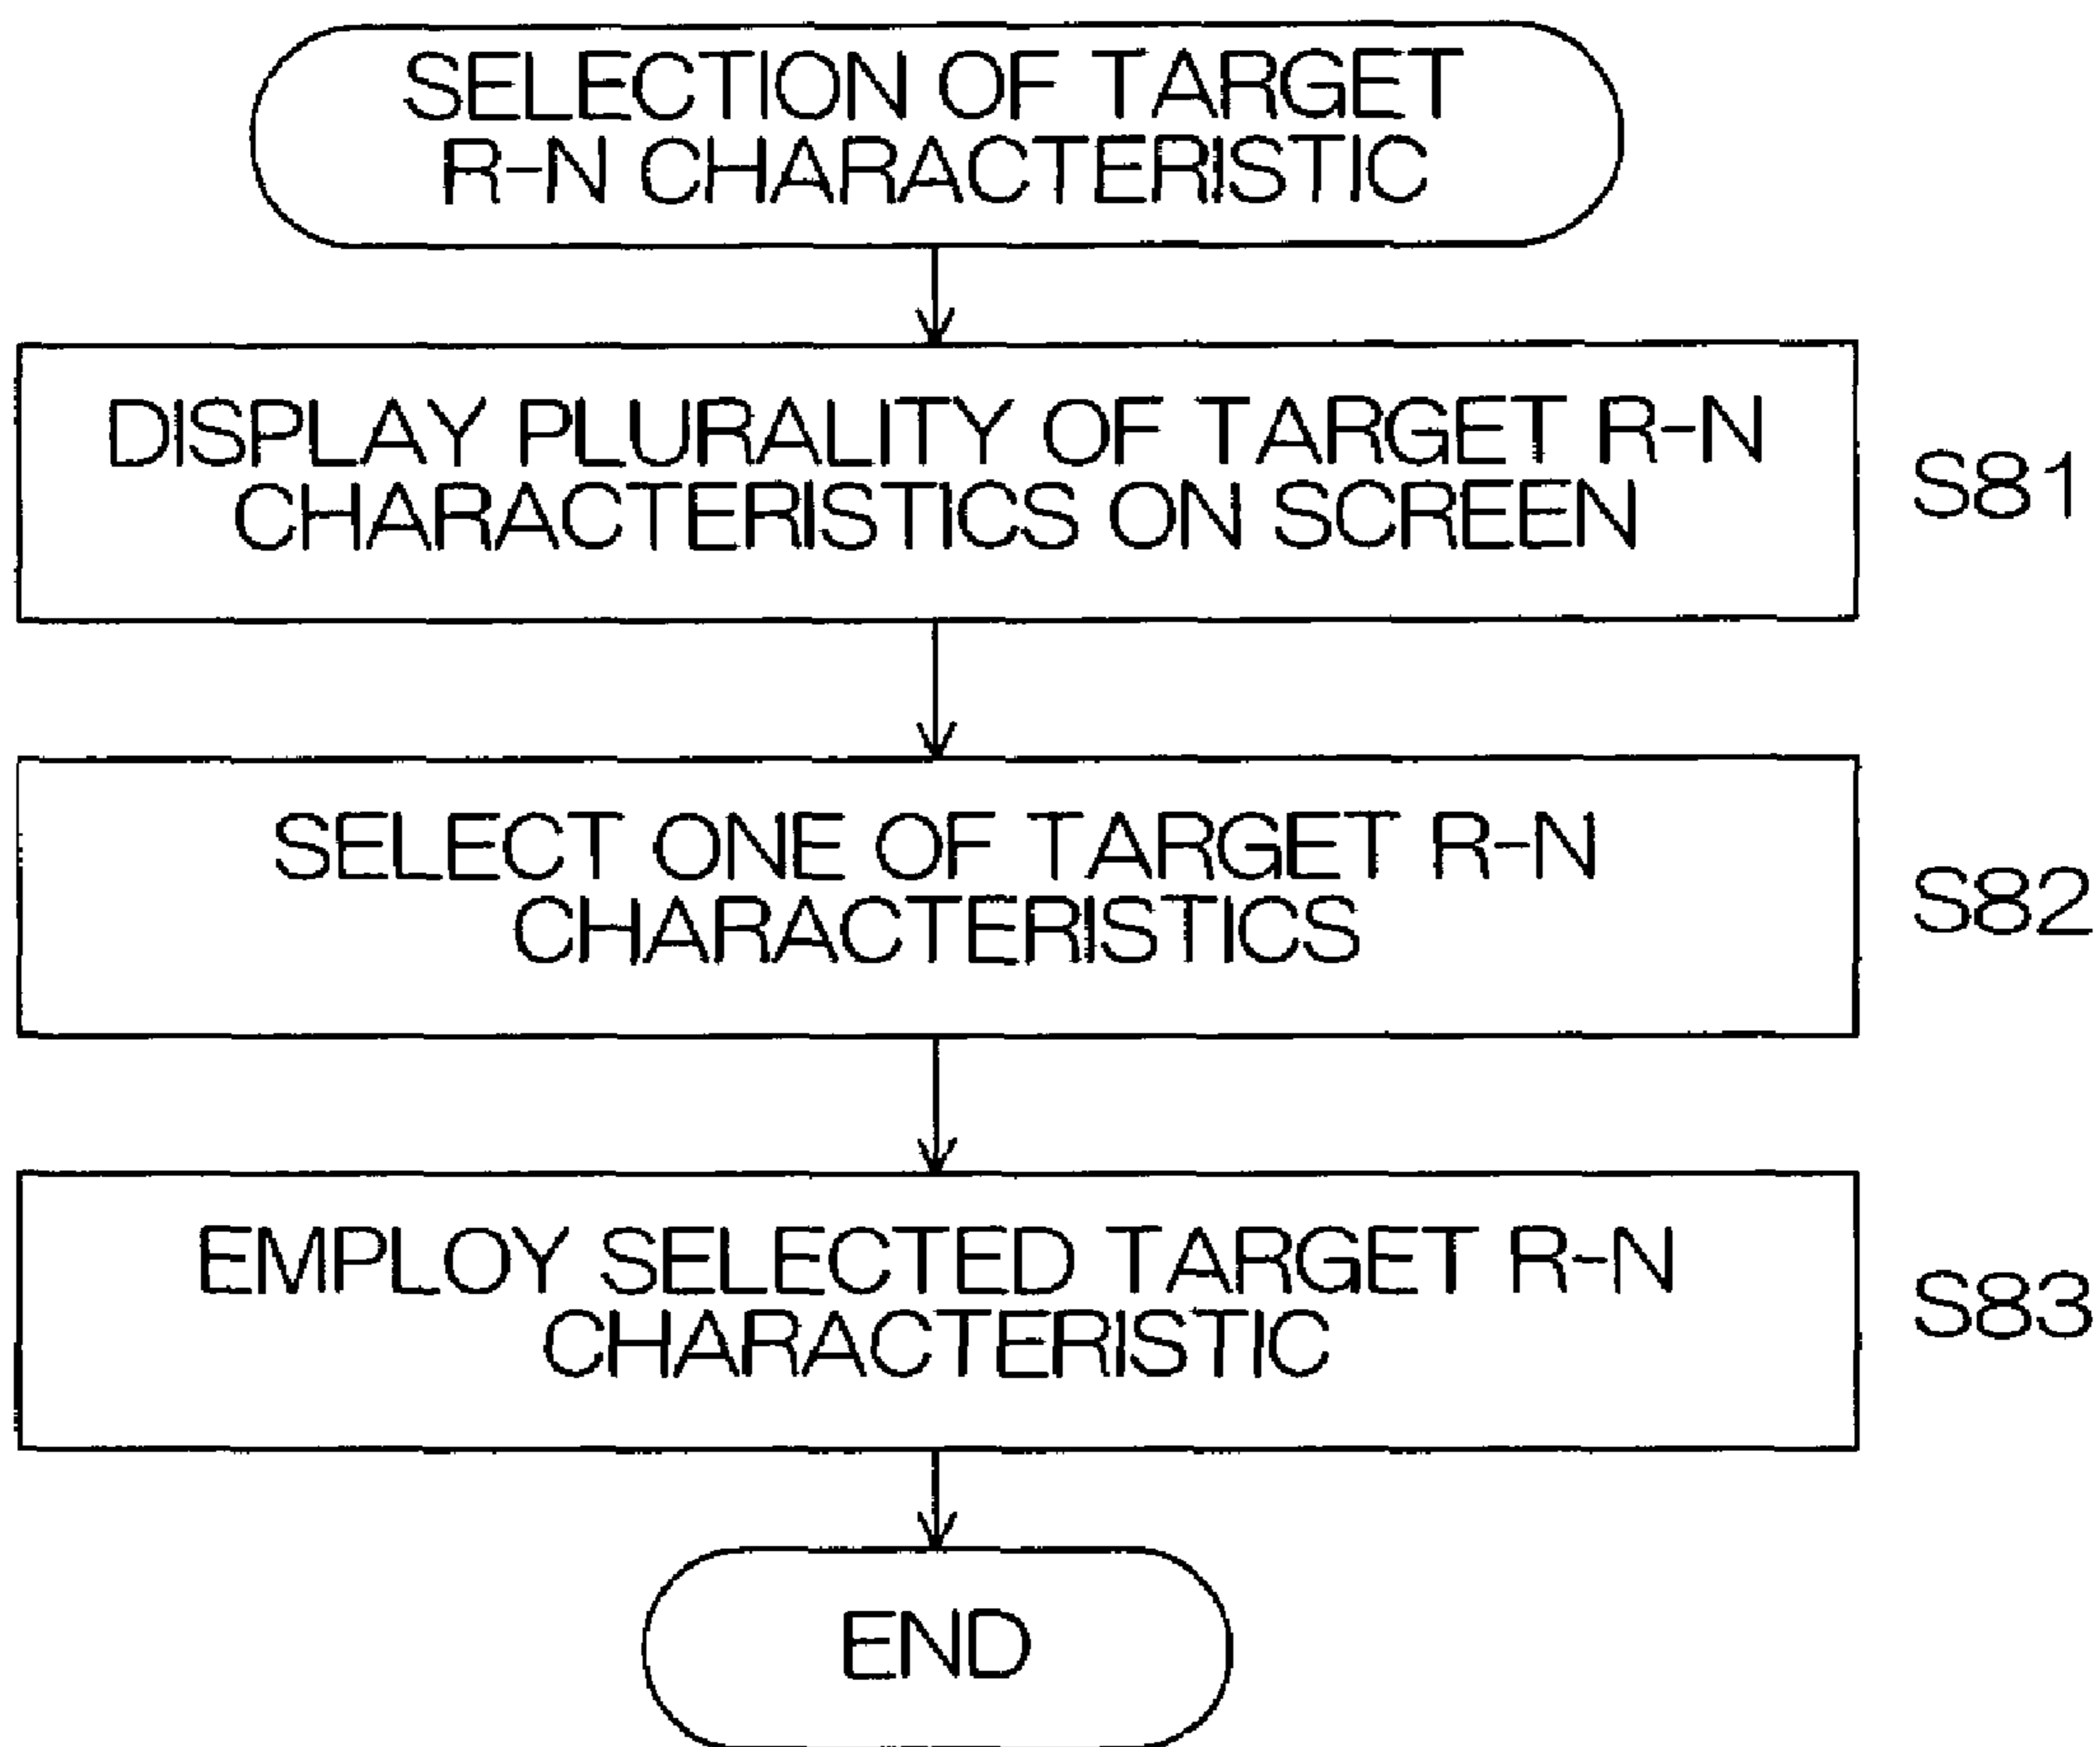 SELECTION OF TARGET
R-N CHARACTERISTIC
DISPLAY PLURALITY OF TARGET R-N
CHARACTERISTICS ON SCREEN
S81
SELECT ONE OF TARGET R-N
CHARACTERISTICS
S82
EMPLOY SELECTED TARGET R-N
CHARACTERISTIC
S83
END